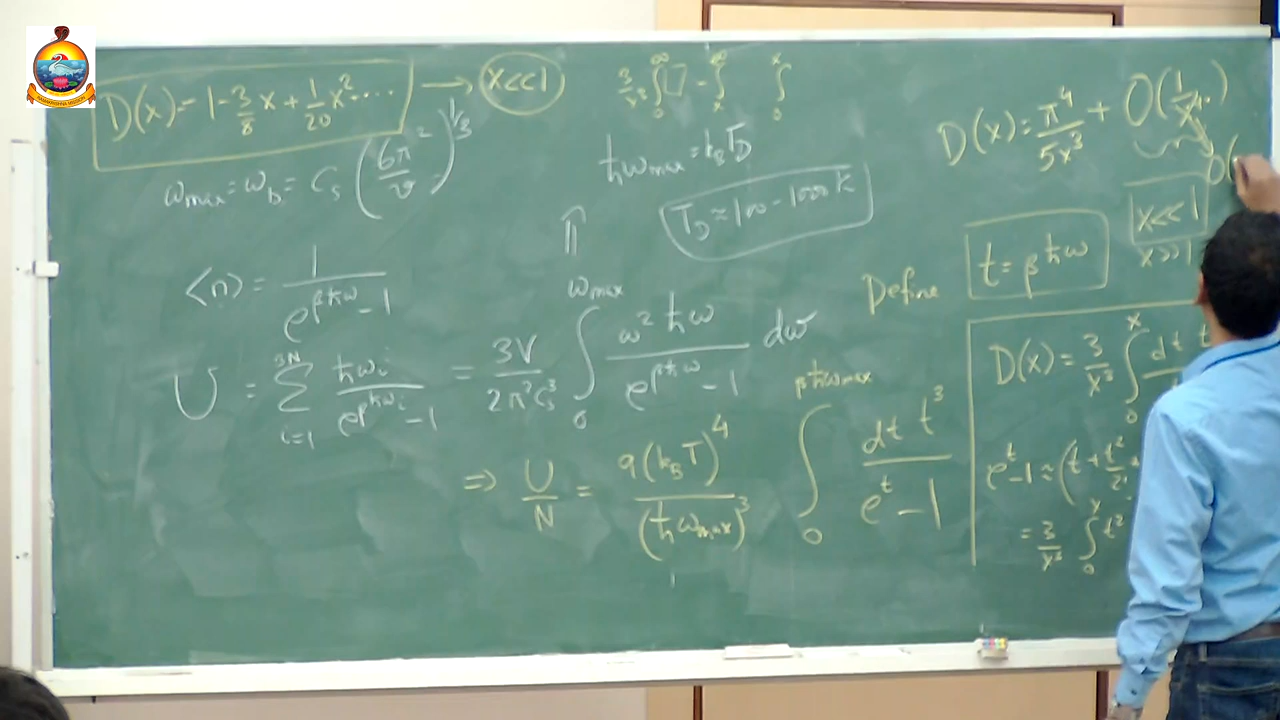 D(x) = 1 - 3/8 x + 1/20 x² - .... → x<<1
3/x³ ∫₀^∞ [ ] - ∫ₓ^∞ ∫₀^x
D(x) = π⁴/5x³ + O(1/x⁴)
O(
ω_max = ω_D = C_s (6π²/v)^{1/3}
ħω_max = k_B T_D
T_D ≈ 100 - 1000 K
x<<1
x>>1
⇑
⟨n⟩ = 1/(e^{βħω} - 1)
Define t = βħω
U = Σ_{i=1}^{3N} ħω_i/(e^{βħω_i} - 1) = 3V/(2π²C_s³) ∫₀^{ω_max} ω² ħω/(e^{βħω} - 1) dω
D(x) = 3/x³ ∫₀^x dt t
⇒ U/N = 9(k_B T)⁴/(ħω_max)³ ∫₀^{βħω_max} dt t³/(e^t - 1)
e^t - 1 ≈ (t + t²/2
= 3/x³ ∫₀^x t²